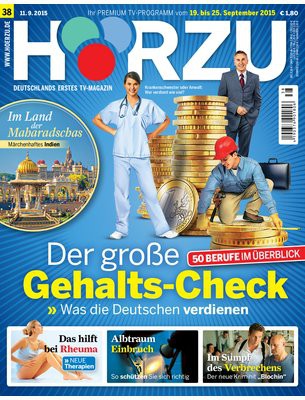 38
11.9.2015
Ihr PREMIUM TV-PROGRAMM vom 19. bis 25. September 2015
€ 1,80
WWW.HOERZU.DE
HÖRZU
DEUTSCHLANDS ERSTES TV-MAGAZIN
Krankenschwester oder Anwalt:
Wer verdient wie viel?
Im Land
der
Maharadschas
Märchenhaftes Indien
50 BERUFE IM ÜBERBLICK
Der große
Gehalts-Check
» Was die Deutschen verdienen
Das hilft
bei Rheuma
» NEUE
Therapien
Albtraum
Einbruch
So schützen Sie sich richtig
Im Sumpf
des Verbrechens
Der neue Krimihit „Blochin“